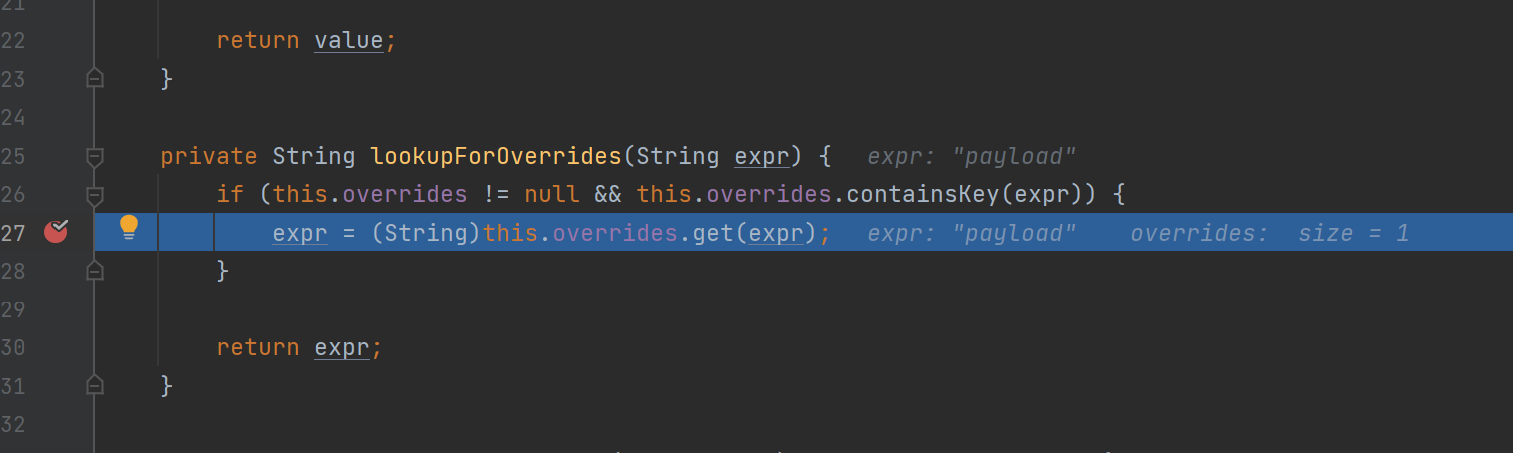 21
22 return value;
23 }
24
25 private String lookupForOverrides(String expr) { expr: "payload"
26 if (this.overrides != null && this.overrides.containsKey(expr)) {
27 expr = (String)this.overrides.get(expr); expr: "payload" overrides: size = 1
28 }
29
30 return expr;
31 }
32